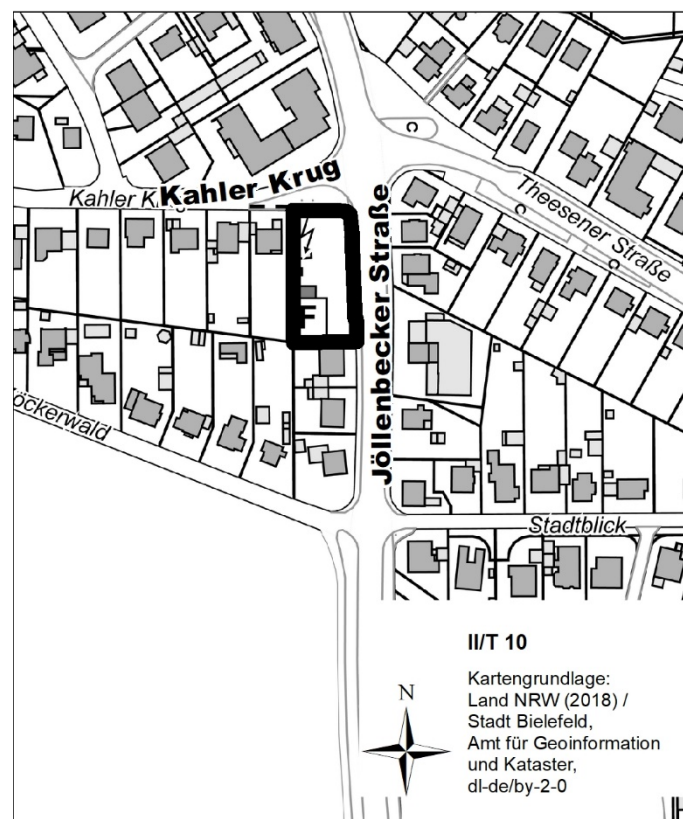 Kahler Krug
Kahler-Krug
Jöllenbecker Straße
Theesener Straße
C
C
C
F
öckerwald
Stadtblick
II/T 10
Kartengrundlage:
Land NRW (2018) /
Stadt Bielefeld,
Amt für Geoinformation
und Kataster,
dl-de/by-2-0
N